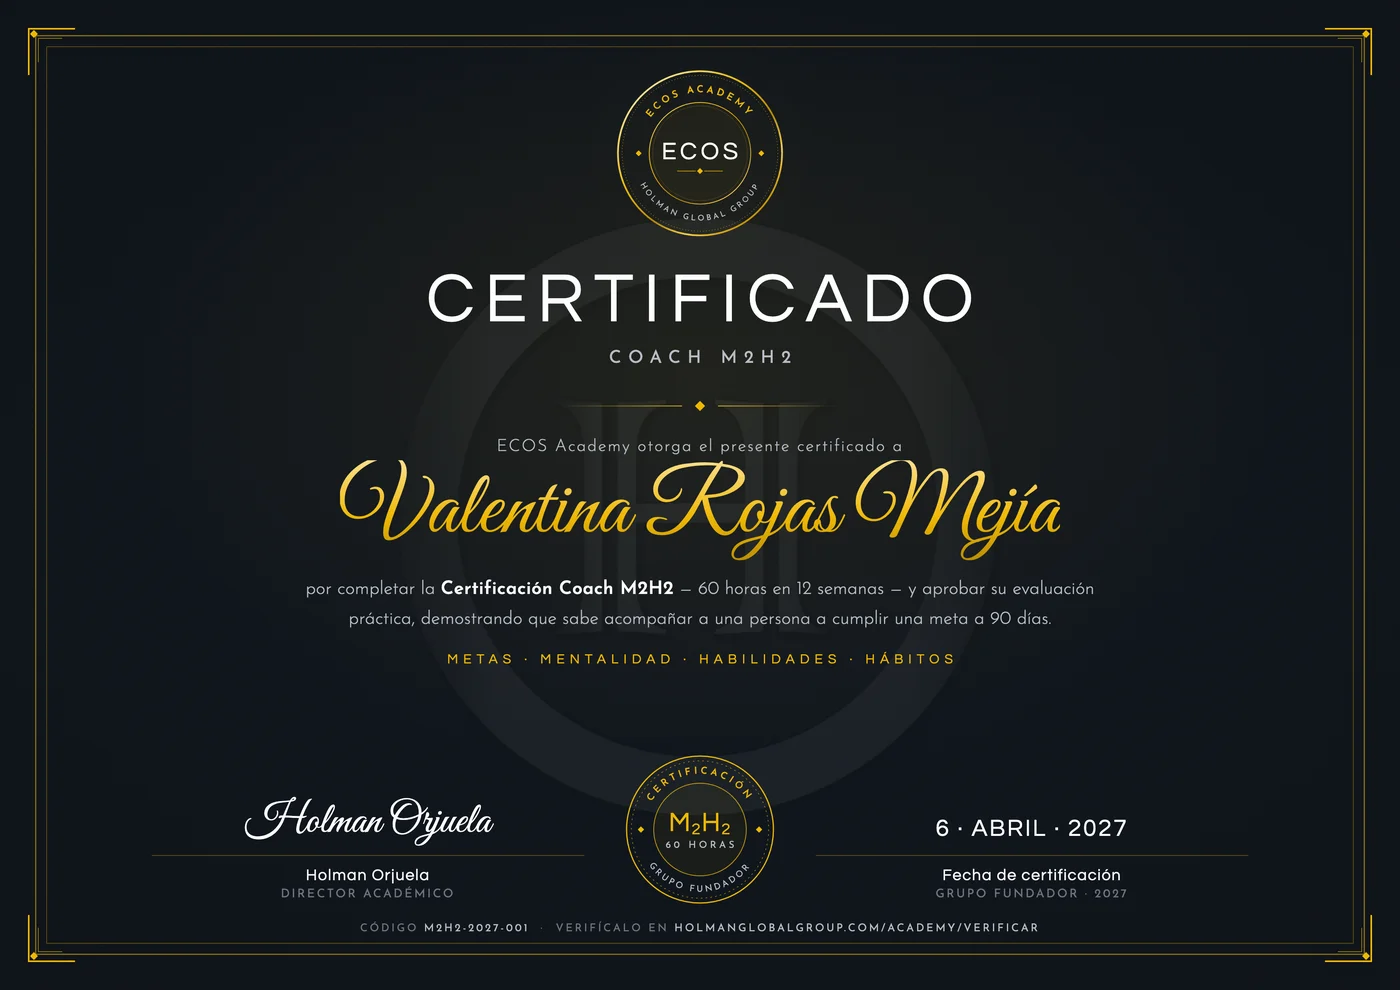 ECOS ACADEMY
ECOS
HOLMAN GLOBAL GROUP
CERTIFICADO
COACH M2H2
ECOS Academy otorga el presente certificado a
Valentina Rojas Mejía
por completar la Certificación Coach M2H2 — 60 horas en 12 semanas — y aprobar su evaluación
práctica, demostrando que sabe acompañar a una persona a cumplir una meta a 90 días.
METAS · MENTALIDAD · HABILIDADES · HÁBITOS
CERTIFICACIÓN
M₂H₂
60 HORAS
GRUPO FUNDADOR
Holman Orjuela
Holman Orjuela
DIRECTOR ACADÉMICO
6 · ABRIL · 2027
Fecha de certificación
GRUPO FUNDADOR · 2027
CÓDIGO M2H2-2027-001 · VERIFÍCALO EN HOLMANGLOBALGROUP.COM/ACADEMY/VERIFICAR